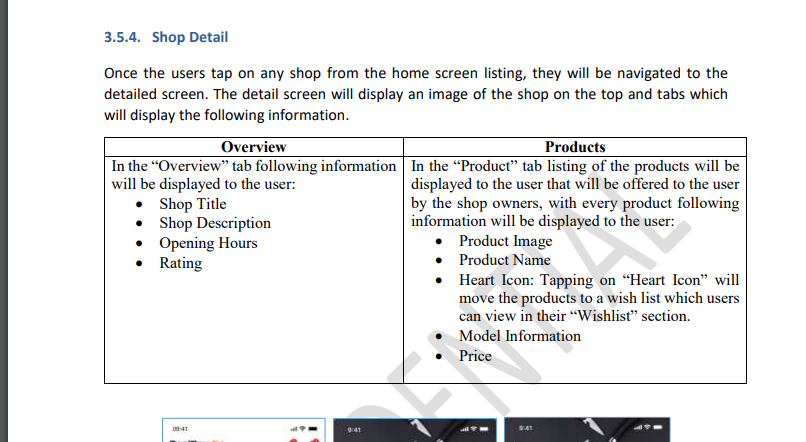 3.5.4. Shop Detail
Once the users tap on any shop from the home screen listing, they will be navigated to the
detailed screen. The detail screen will display an image of the shop on the top and tabs which
will display the following information.
Overview
In the “Overview” tab following information
will be displayed to the user:
• Shop Title
• Shop Description
• Opening Hours
• Rating
Products
In the “Product” tab listing of the products will be
displayed to the user that will be offered to the user
by the shop owners, with every product following
information will be displayed to the user:
• Product Image
• Product Name
• Heart Icon: Tapping on “Heart Icon” will
move the products to a wish list which users
can view in their “Wishlist” section.
• Model Information
• Price
DENTIAL
09:41
9:41
9:41